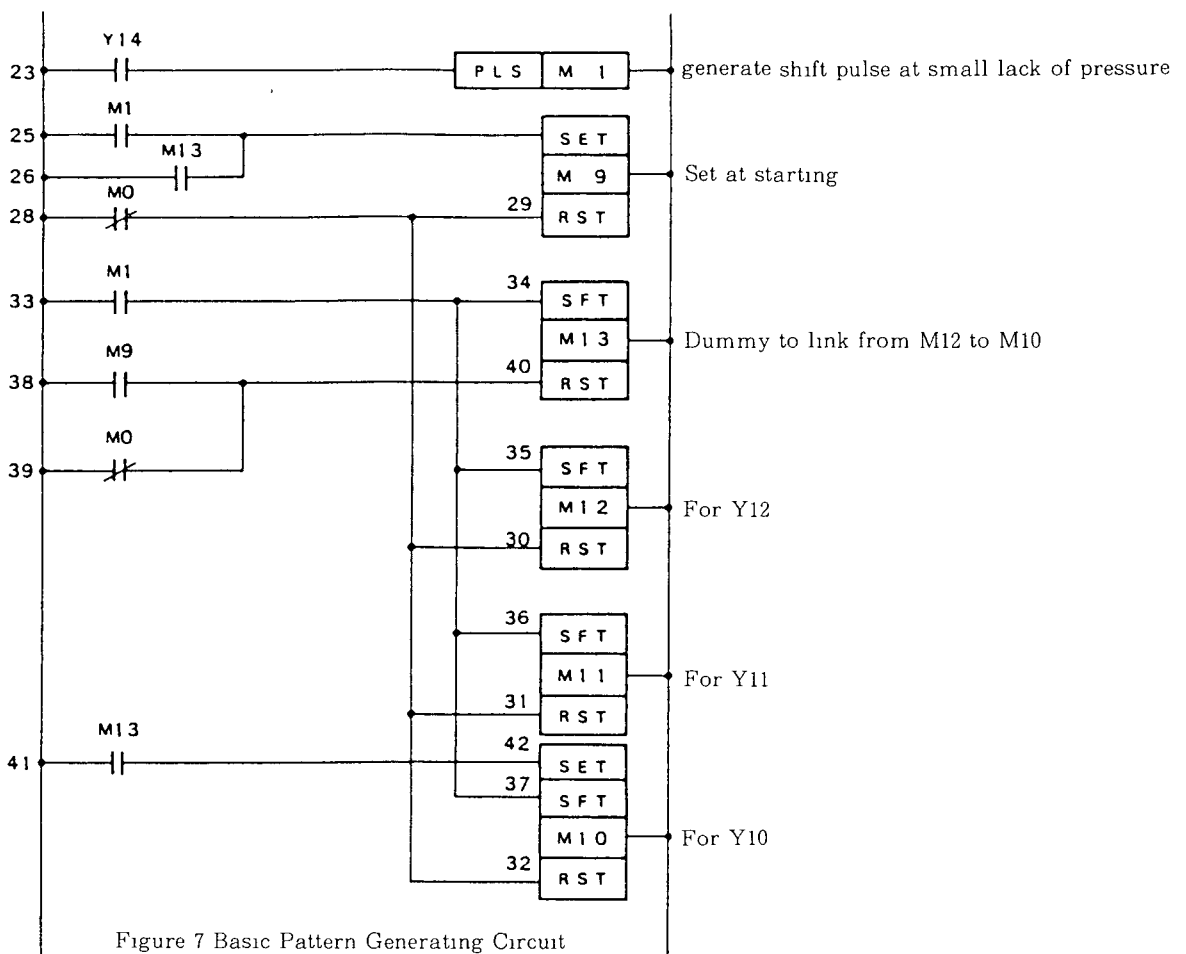 Y14
23 PLS M 1 generate shift pulse at small lack of pressure
M1
25 SET
M13
26 M 9 Set at starting
M0
28 29 RST
M1
34
33 SFT
M13 Dummy to link from M12 to M10
M9
40
38 RST
M0
35
39 SFT
M12 For Y12
30
RST
36
SFT
M11 For Y11
31
RST
M13
42
41 SET
37
SFT
M10 For Y10
32
RST
Figure 7 Basic Pattern Generating Circuit